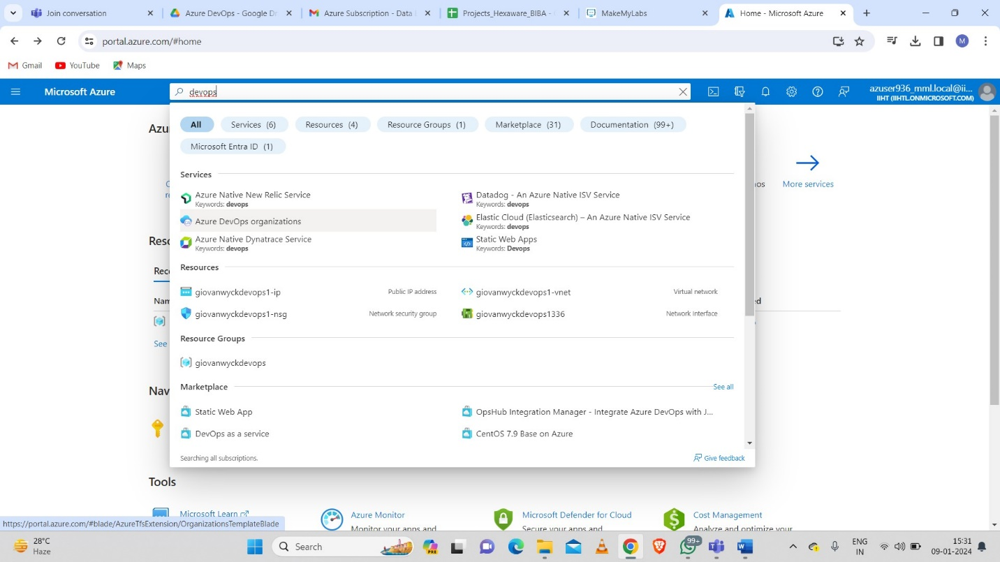 Join conversation
Azure DevOps - Google Dr
Azure Subscription - Data
Projects_Hexaware_BIBA -
MakeMyLabs
Home - Microsoft Azure
portal.azure.com/#home
M
Gmail
YouTube
Maps
Microsoft Azure
devops
azuser936_mml.local@ii...
IIHT (IIHTL.ONMICROSOFT.COM)
All
Services (6)
Resources (4)
Resource Groups (1)
Marketplace (31)
Documentation (99+)
Microsoft Entra ID (1)
Azu
More services
Services
Azure Native New Relic Service
Keywords: devops
Datadog - An Azure Native ISV Service
Keywords: devops
Azure DevOps organizations
Elastic Cloud (Elasticsearch) – An Azure Native ISV Service
Keywords: devops
Azure Native Dynatrace Service
Keywords: devops
Static Web Apps
Keywords: Devops
Reso
Rec
Resources
giovanwyckdevops1-ip
Public IP address
giovanwyckdevops1-vnet
Virtual network
Nam
ed
giovanwyckdevops1-nsg
Network security group
giovanwyckdevops1336
Network Interface
See
Resource Groups
giovanwyckdevops
Nav
Marketplace
See all
Static Web App
OpsHub Integration Manager - Integrate Azure DevOps with J...
DevOps as a service
CentOS 7.9 Base on Azure
Searching all subscriptions.
Give feedback
Tools
Microsoft Learn
Azure Monitor
Monitor your apps and
Microsoft Defender for Cloud
Secure your apps and
Cost Management
Analyze and optimize your
https://portal.azure.com/#blade/AzureTfsExtension/OrganizationsTemplateBlade
28°C
Haze
Search
PRE
99+
ENG
IN
15:31
09-01-2024